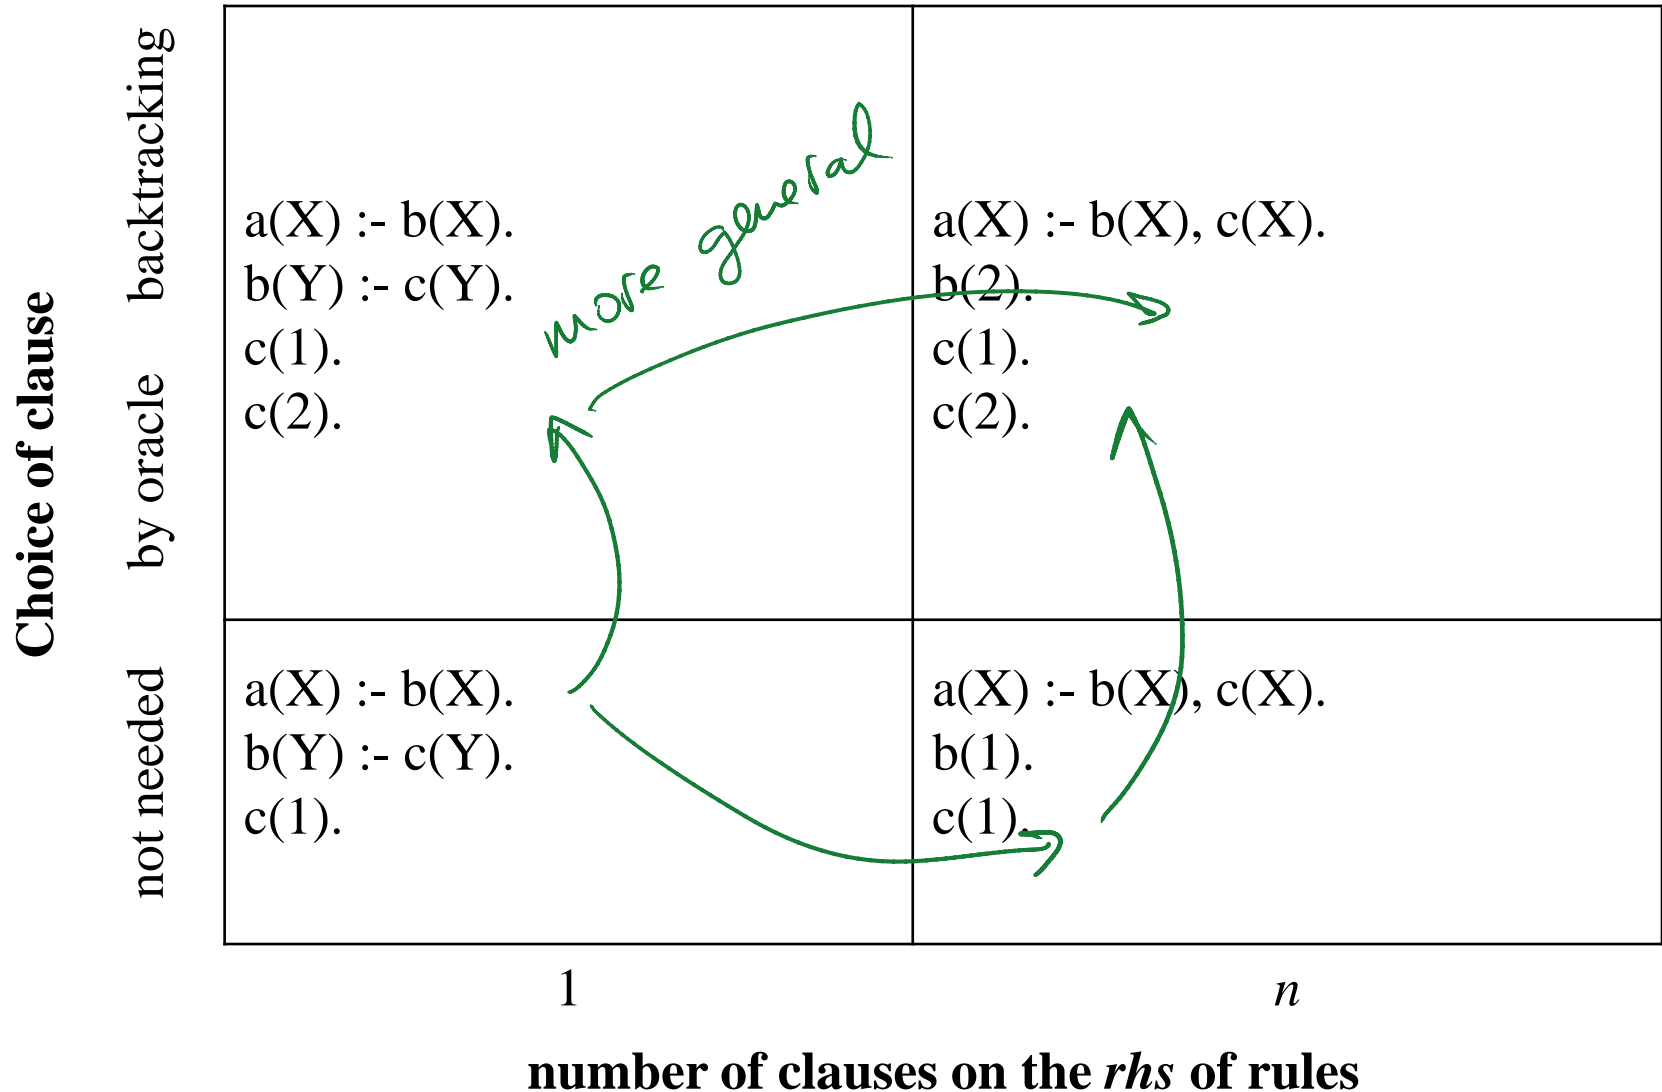 Choice of clause
backtracking
by oracle
not needed
a(X) :- b(X).
b(Y) :- c(Y).
c(1).
c(2).
more general
a(X) :- b(X), c(X).
b(2).
c(1).
c(2).
a(X) :- b(X).
b(Y) :- c(Y).
c(1).
a(X) :- b(X), c(X).
b(1).
c(1).
1
n
number of clauses on the rhs of rules